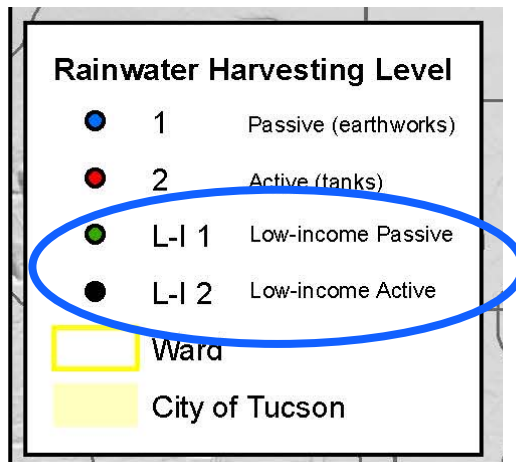 Rainwater Harvesting Level
1 Passive (earthworks)
2 Active (tanks)
L-I 1 Low-income Passive
L-I 2 Low-income Active
Ward
City of Tucson